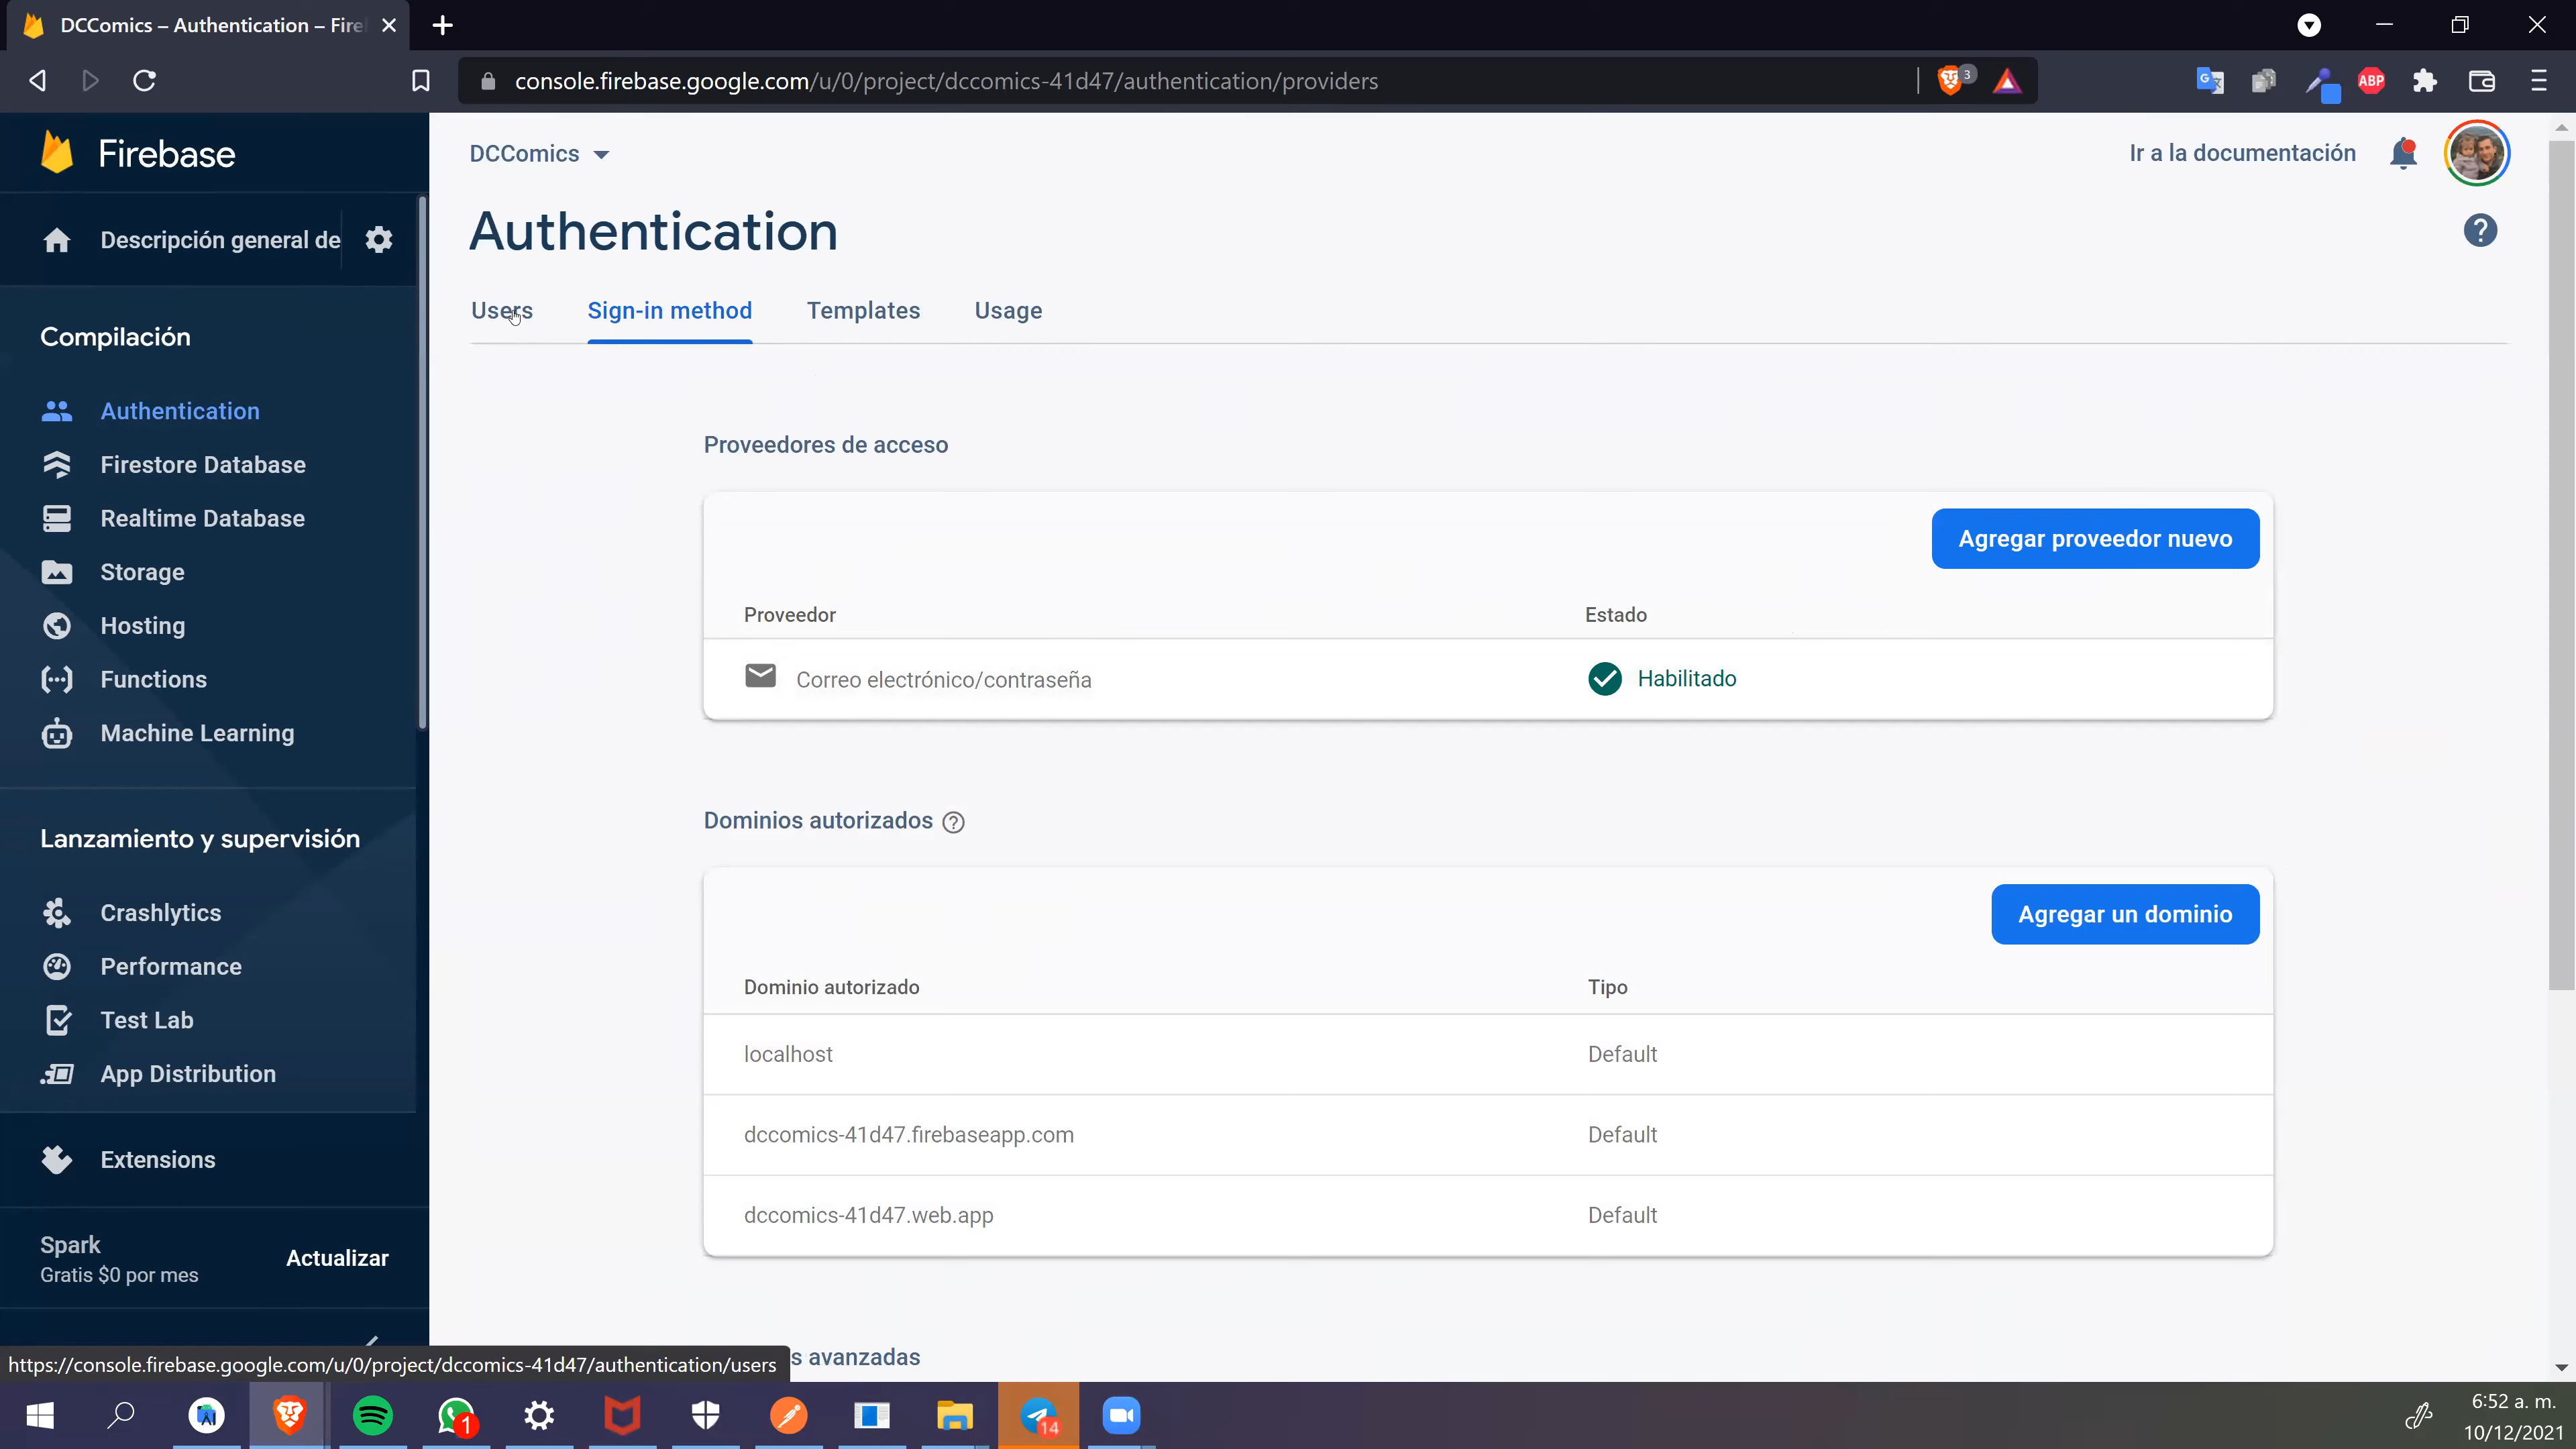 DCComics – Authentication – Fire
console.firebase.google.com/u/0/project/dccomics-41d47/authentication/providers
3
ABP
Firebase
DCComics
Ir a la documentación
Descripción general de
Authentication
Users
Sign-in method
Templates
Usage
Compilación
Authentication
Firestore Database
Realtime Database
Storage
Hosting
Functions
Machine Learning
Proveedores de acceso
Agregar proveedor nuevo
Proveedor
Estado
Correo electrónico/contraseña
Habilitado
Lanzamiento y supervisión
Crashlytics
Performance
Test Lab
App Distribution
Extensions
Spark
Gratis $0 por mes
Actualizar
Dominios autorizados
Agregar un dominio
Dominio autorizado
Tipo
localhost
Default
dccomics-41d47.firebaseapp.com
Default
dccomics-41d47.web.app
Default
https://console.firebase.google.com/u/0/project/dccomics-41d47/authentication/users
s avanzadas
1
14
6:52 a. m.
10/12/2021